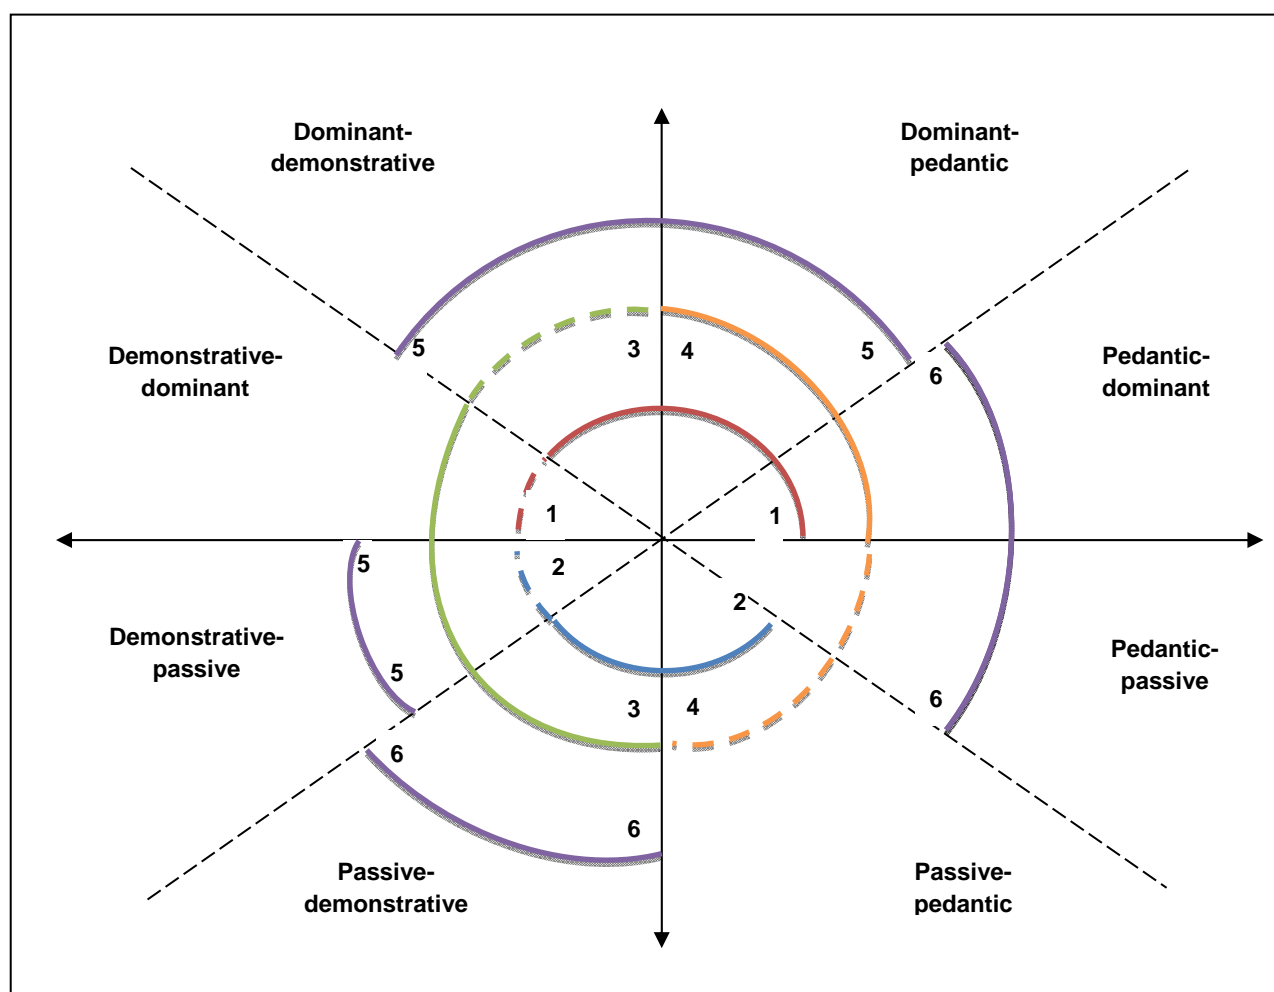 Dominant-
demonstrative
Dominant-
pedantic
5
3
4
5
6
Demonstrative-
dominant
Pedantic-
dominant
1
1
5
2
2
Demonstrative-
passive
Pedantic-
passive
5
3
4
6
6
6
Passive-
demonstrative
Passive-
pedantic